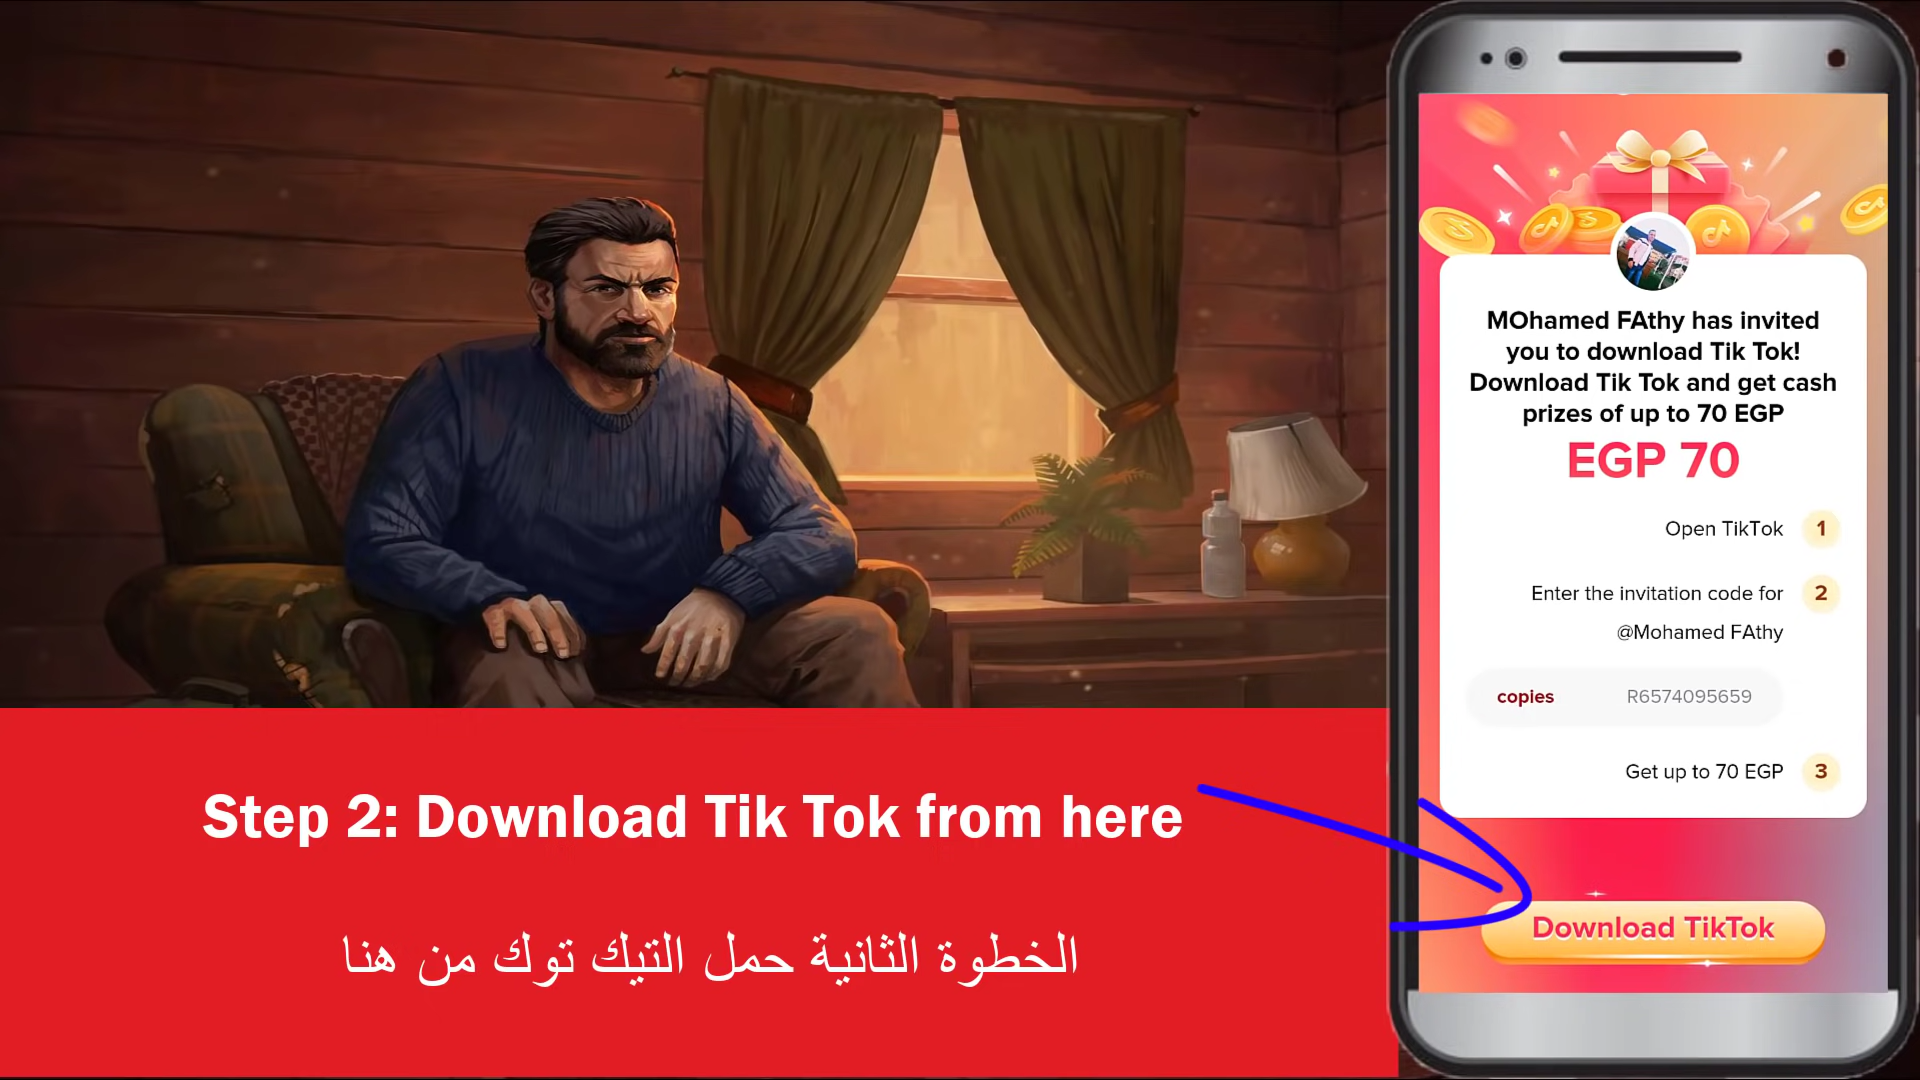 Step 2: Download Tik Tok from here
الخطوة الثانية حمل التيك توك من هنا
MOhamed FAthy has invited
you to download Tik Tok!
Download Tik Tok and get cash
prizes of up to 70 EGP
EGP 70
Open TikTok 1
Enter the invitation code for 2
@Mohamed FAthy
copies R6574095659
Get up to 70 EGP 3
Download TikTok